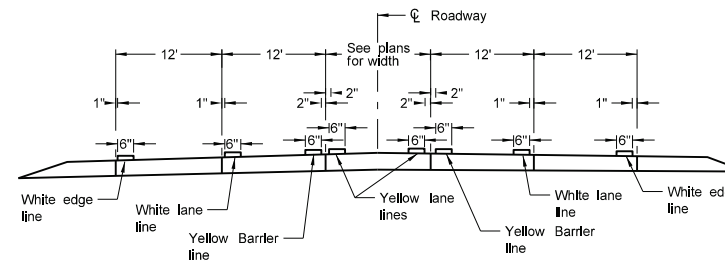 ℄ Roadway
12' 12' See plans 12' 12'
for width
2"
1" 1" 2" 2" 1" 1"
6" 6" 6" 6" 6" 6" 6" 6"
White edge
line
White lane
line
Yellow Barrier
line
Yellow lane
lines
Yellow Barrier
line
White lane
line
White ed
line